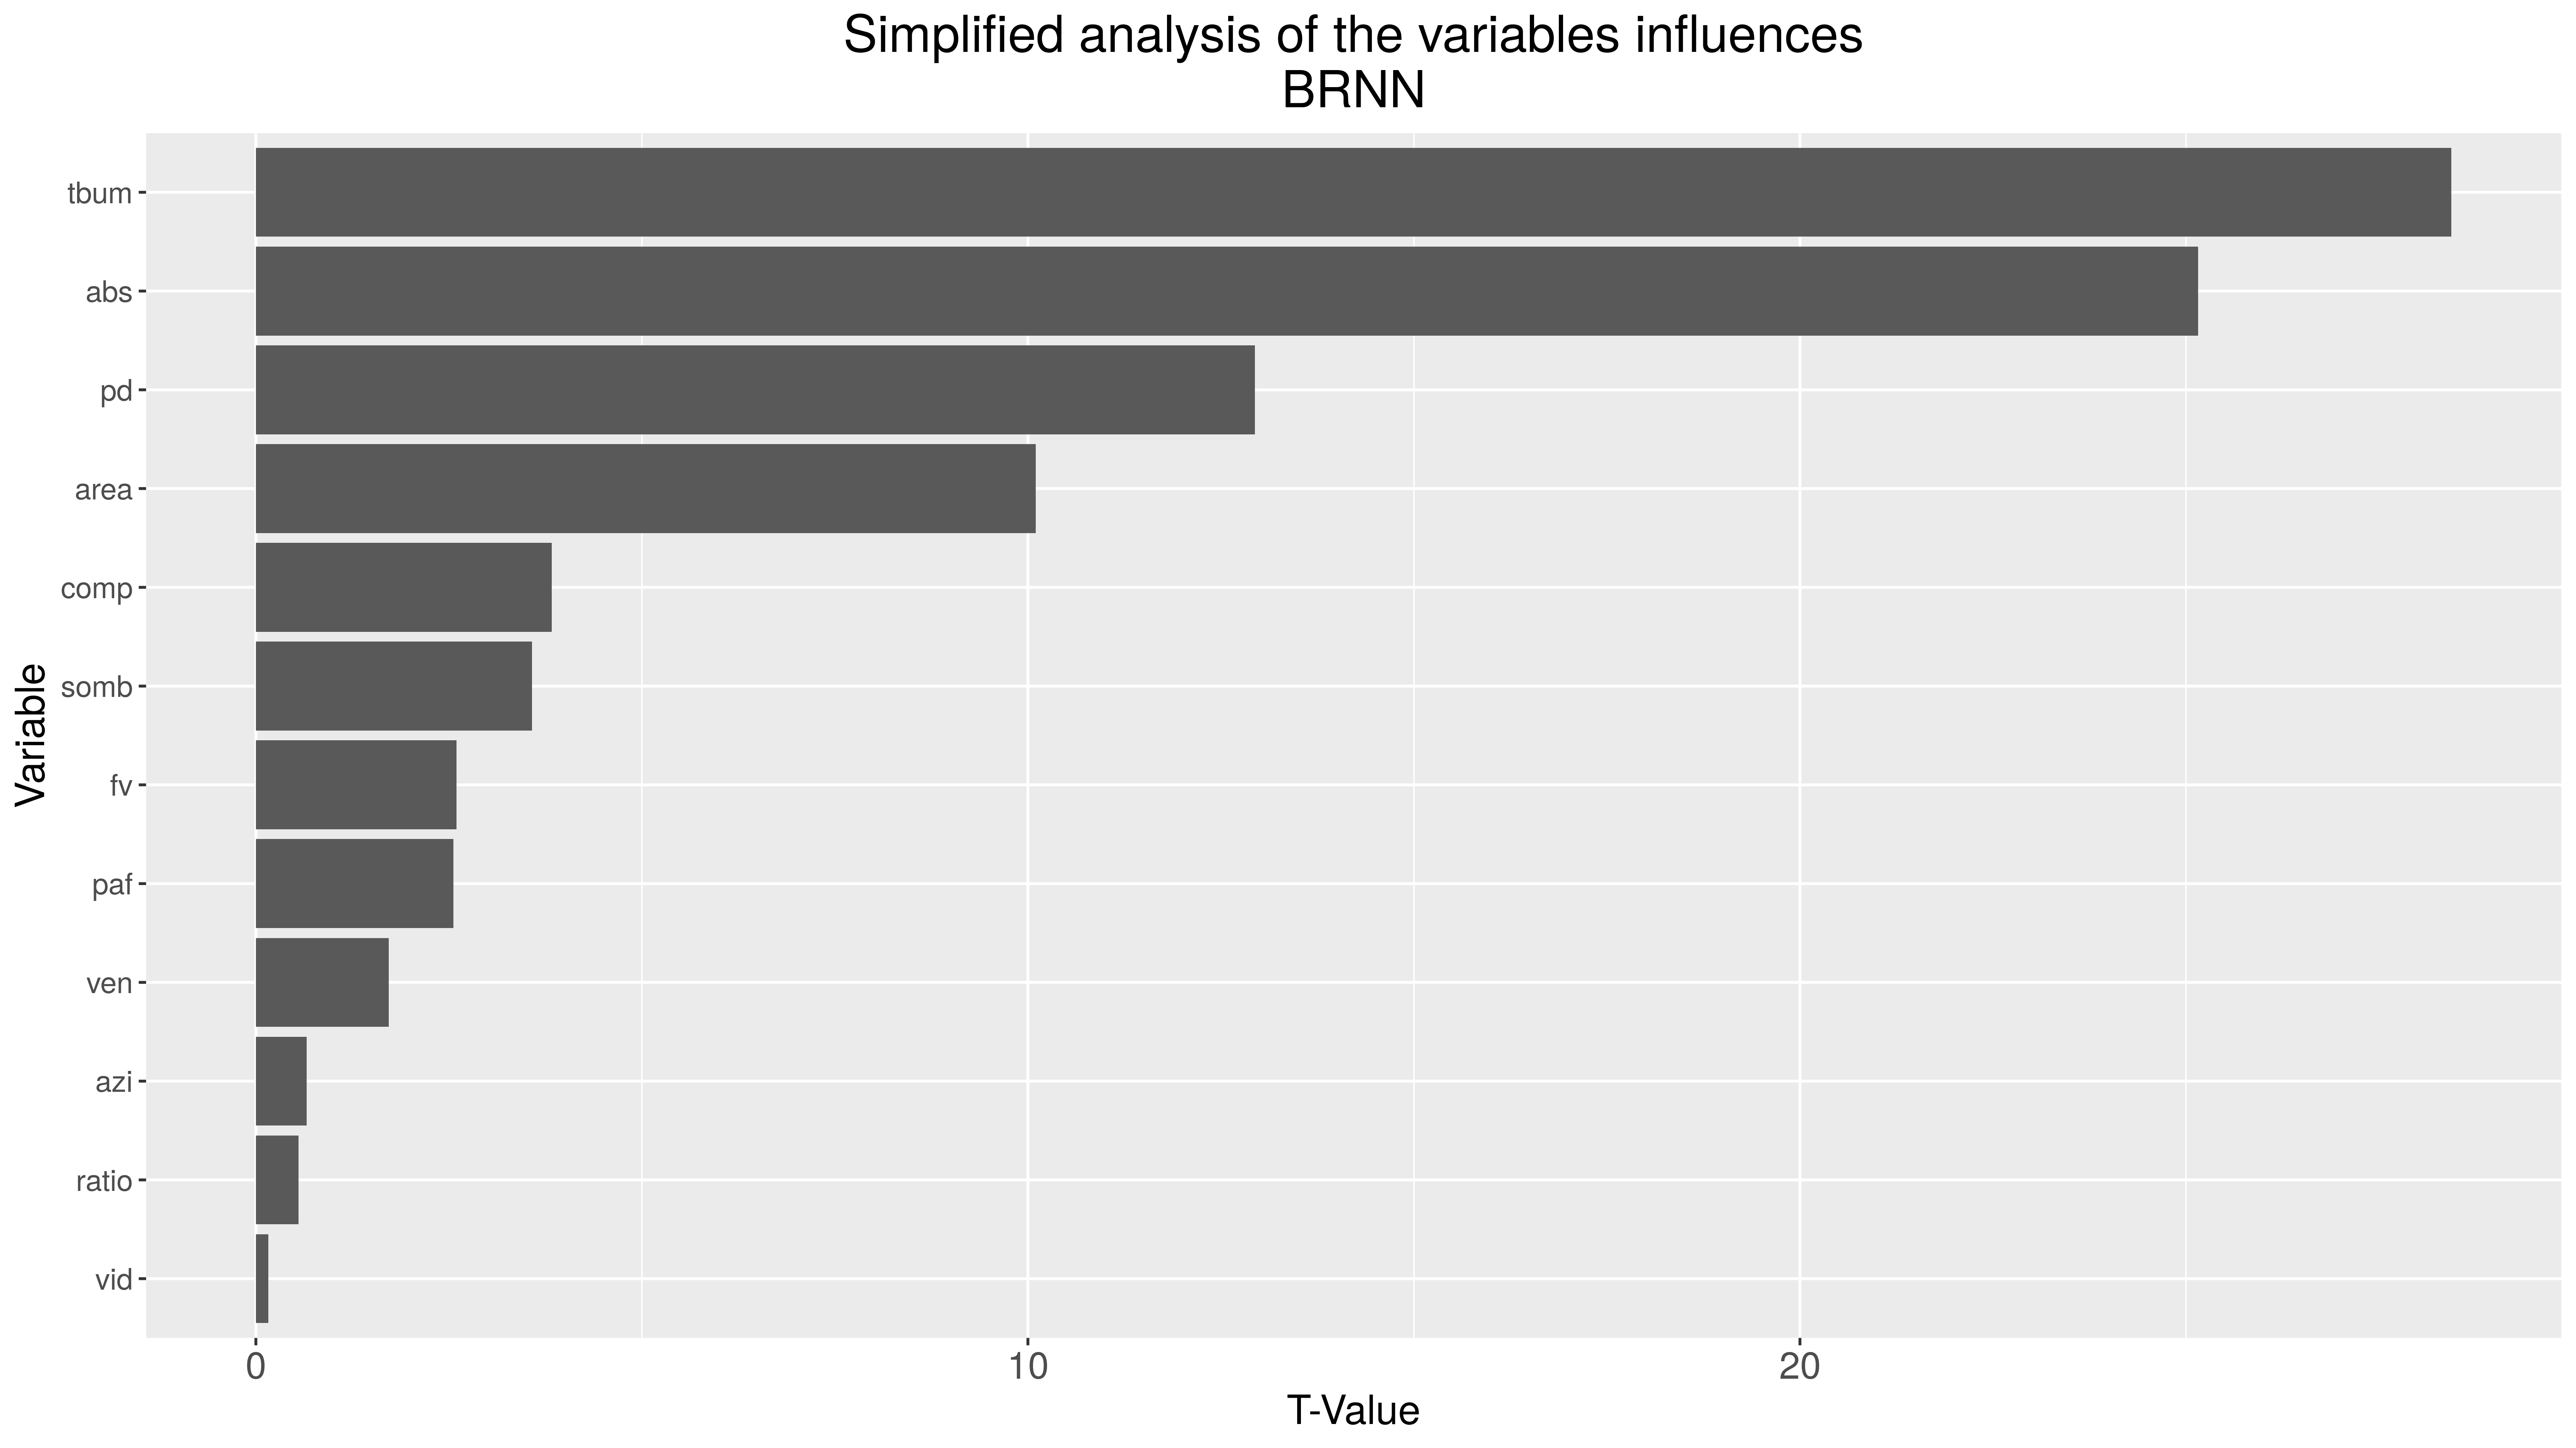 Simplified analysis of the variables influences
BRNN
Variable
tbum
abs
pd
area
comp
somb
fv
paf
ven
azi
ratio
vid
0 10 20
T-Value